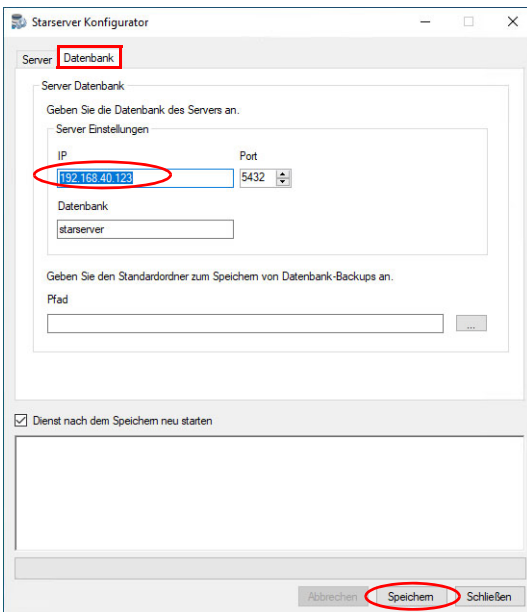 Starserver Konfigurator
Server Datenbank
Server Datenbank
Geben Sie die Datenbank des Servers an.
Server Einstellungen
IP Port
192.168.40.123 5432
Datenbank
starserver
Geben Sie den Standardordner zum Speichern von Datenbank-Backups an.
Pfad
...
Dienst nach dem Speichern neu starten
Abbrechen Speichern Schließen